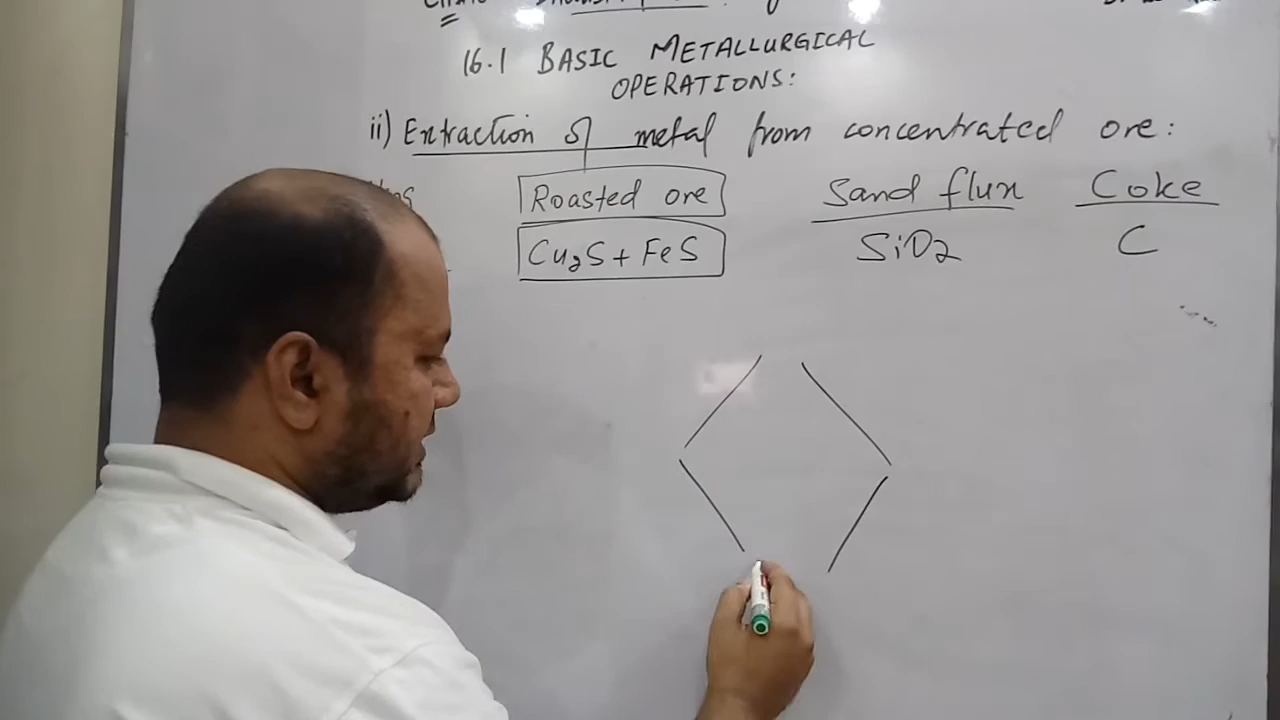 16.1 BASIC METALLURGICAL
OPERATIONS:
ii) Extraction of metal from concentrated ore:
Roasted ore Sand flux Coke
Cu2S + FeS SiO2 C